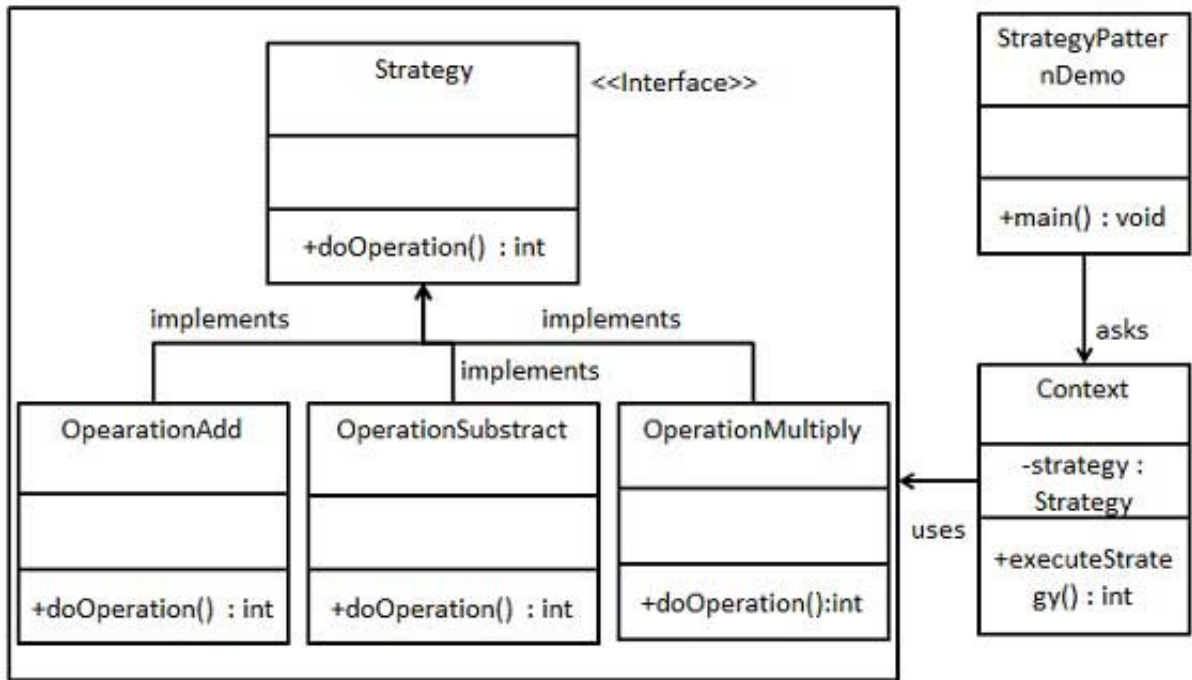 Strategy
<<Interface>>
+doOperation() : int
implements
implements
implements
OpearationAdd
+doOperation() : int
OperationSubstract
+doOperation() : int
OperationMultiply
+doOperation():int
StrategyPatter
nDemo
+main() : void
asks
Context
-strategy :
Strategy
+executeStrate
gy() : int
uses